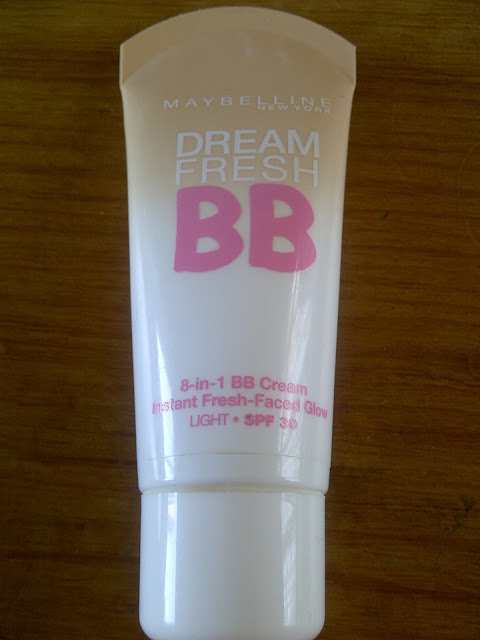 MAYBELLINE
NEW YORK
DREAM
FRESH
BB
8-in-1 BB Cream
Instant Fresh-Faced Glow
LIGHT • SPF 30